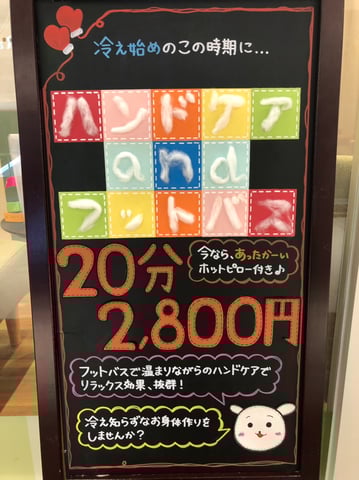 冷え始めのこの時期に...
ハンドケア
and
フットバス
20分
今なら、あったかーい
ホットピロー付き♪
2,800円
フットバスで温まりながらのハンドケアで
リラックス効果、抜群!
冷え知らずなお身体作りを
しませんか?